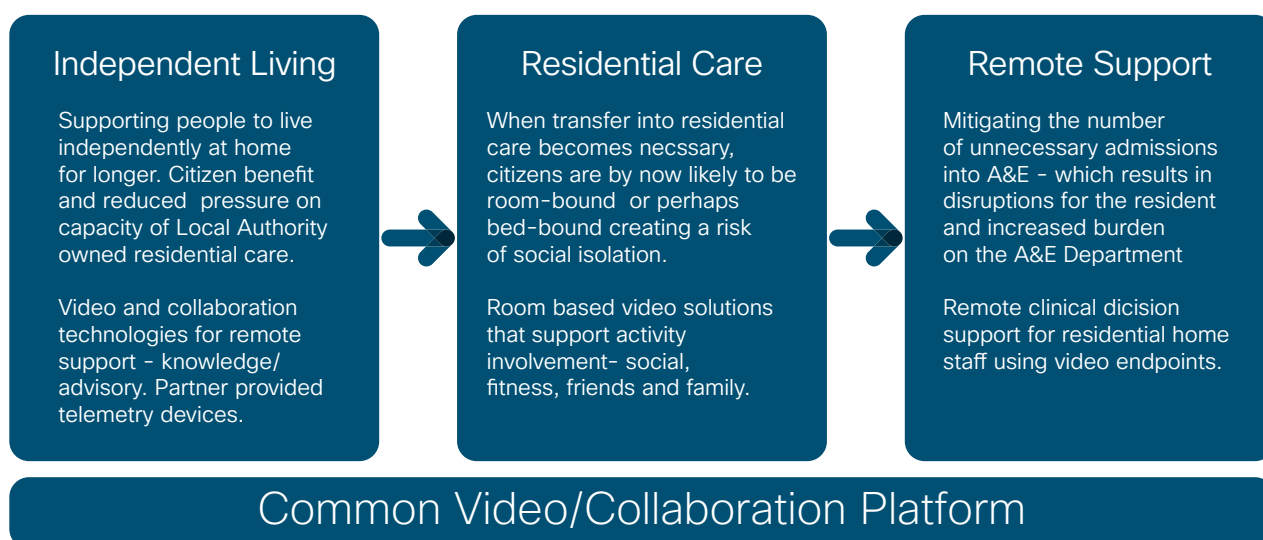 Independent Living
Supporting people to live
independently at home
for longer. Citizen benefit
and reduced pressure on
capacity of Local Authority
owned residential care.
Video and collaboration
technologies for remote
support - knowledge/
advisory. Partner provided
telemetry devices.
Residential Care
When transfer into residential
care becomes necssary,
citizens are by now likely to be
room-bound or perhaps
bed-bound creating a risk
of social isolation.
Room based video solutions
that support activity
involvement- social,
fitness, friends and family.
Remote Support
Mitigating the number
of unnecessary admissions
into A&E - which results in
disruptions for the resident
and increased burden
on the A&E Department
Remote clinical dicision
support for residential home
staff using video endpoints.
Common Video/Collaboration Platform